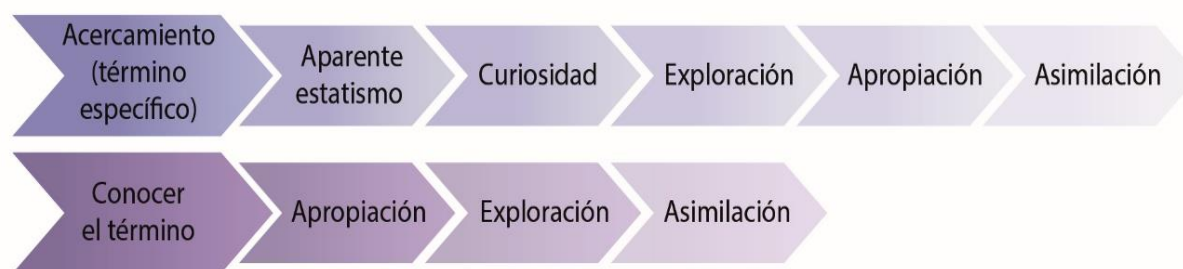 Acercamiento
(término
específico)
Aparente
estatismo
Curiosidad
Exploración
Apropiación
Asimilación
Conocer
el término
Apropiación
Exploración
Asimilación